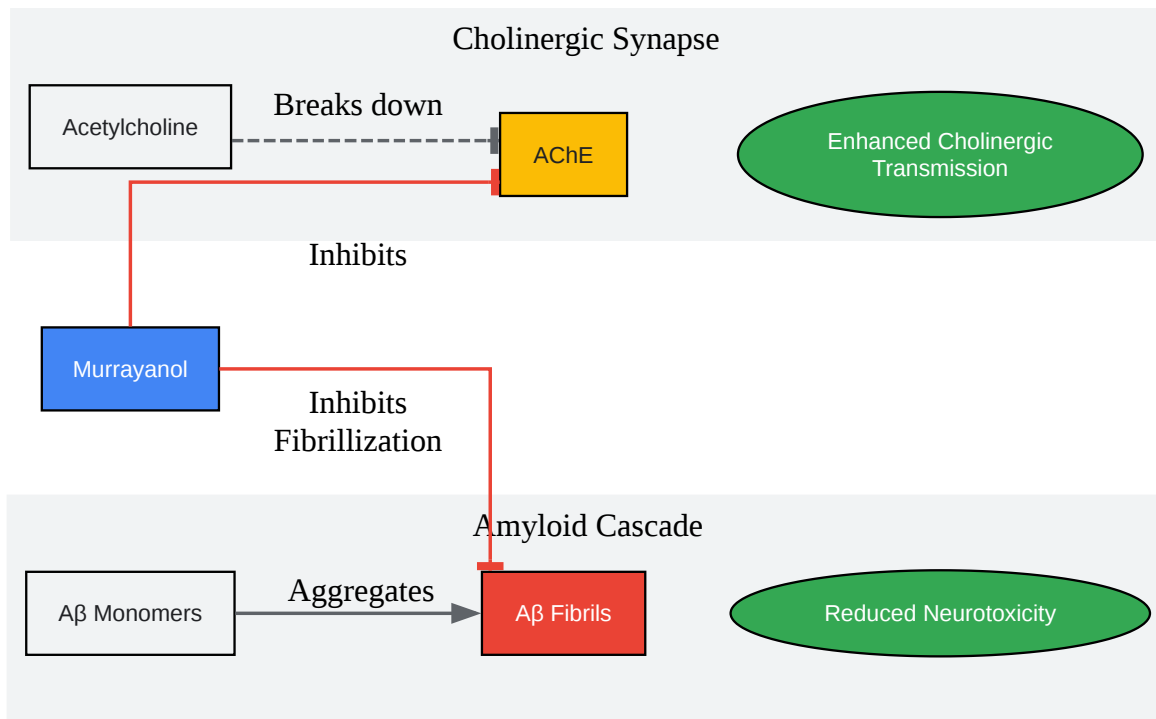 Cholinergic Synapse
Acetylcholine
Breaks down
AChE
Enhanced Cholinergic
Transmission
Inhibits
Murrayanol
Inhibits
Fibrillization
Amyloid Cascade
Aβ Monomers
Aggregates
Aβ Fibrils
Reduced Neurotoxicity